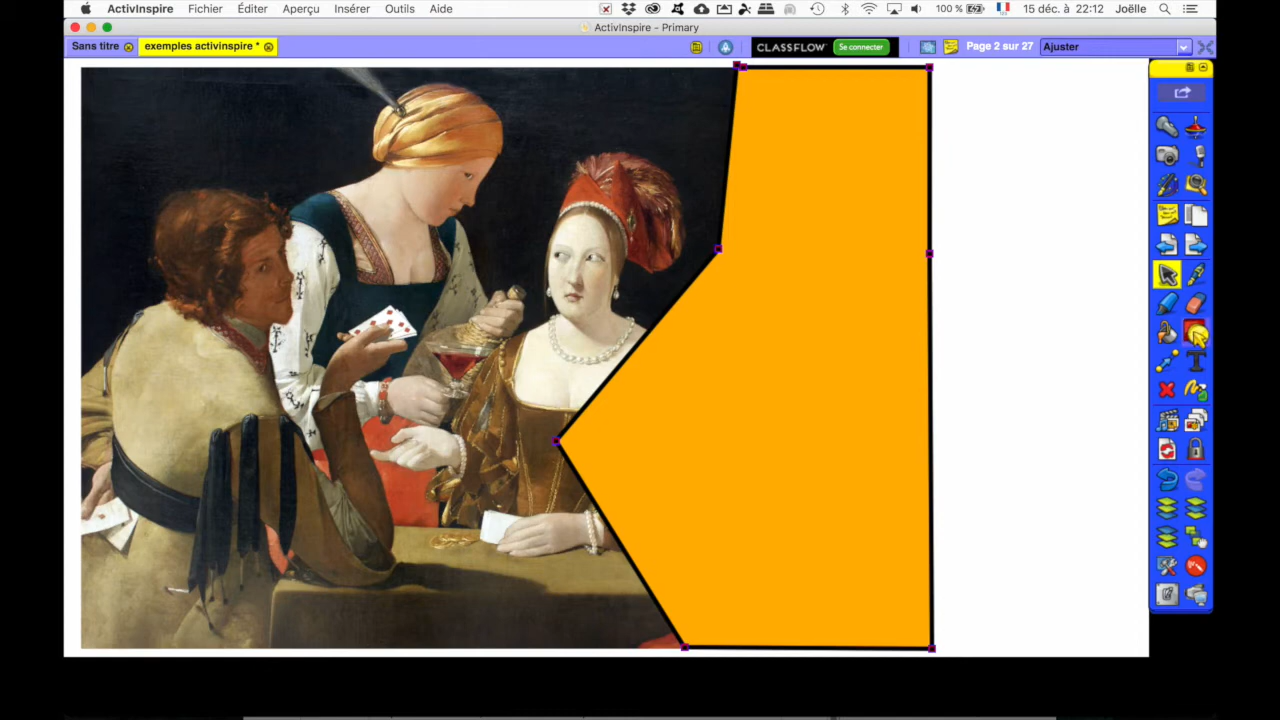 ActivInspire Fichier Éditer Aperçu Insérer Outils Aide 100 % 15 déc. à 22:12 Joëlle
ActivInspire - Primary
Sans titre exemples activinspire * CLASSFLOW Se connecter Page 2 sur 27 Ajuster
T